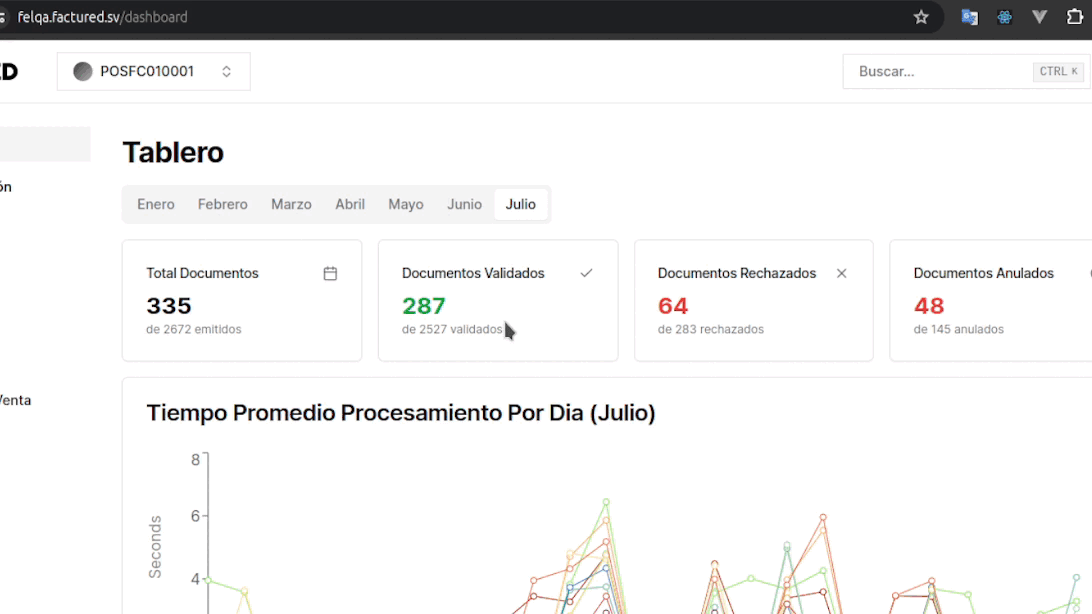 felqa.factured.sv/dashboard
POSFC010001
Buscar...
CTRL K
Tablero
Enero Febrero Marzo Abril Mayo Junio Julio
Total Documentos
335
de 2672 emitidos
Documentos Validados
287
de 2527 validados
Documentos Rechazados
64
de 283 rechazados
Documentos Anulados
48
de 145 anulados
ón
Venta
Tiempo Promedio Procesamiento Por Dia (Julio)
8
6
4
Seconds